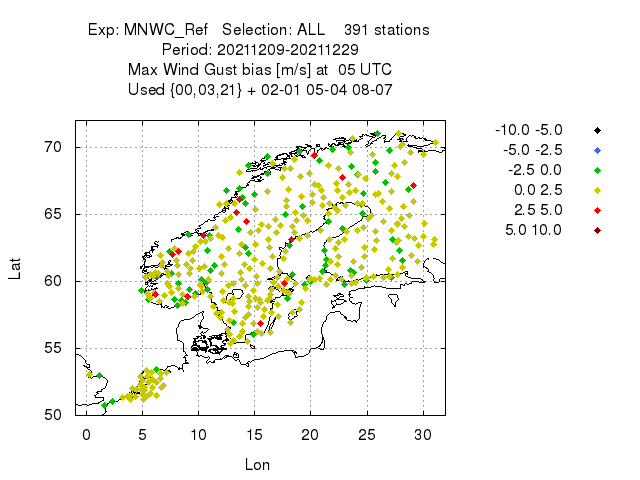 Exp: MNWC_Ref Selection: ALL 391 stations
Period: 20211209-20211229
Max Wind Gust bias [m/s] at 05 UTC
Used {00,03,21} + 02-01 05-04 08-07
-10.0 -5.0
-5.0 -2.5
-2.5 0.0
0.0 2.5
2.5 5.0
5.0 10.0
70
65
60
55
50
Lat
0 5 10 15 20 25 30
Lon